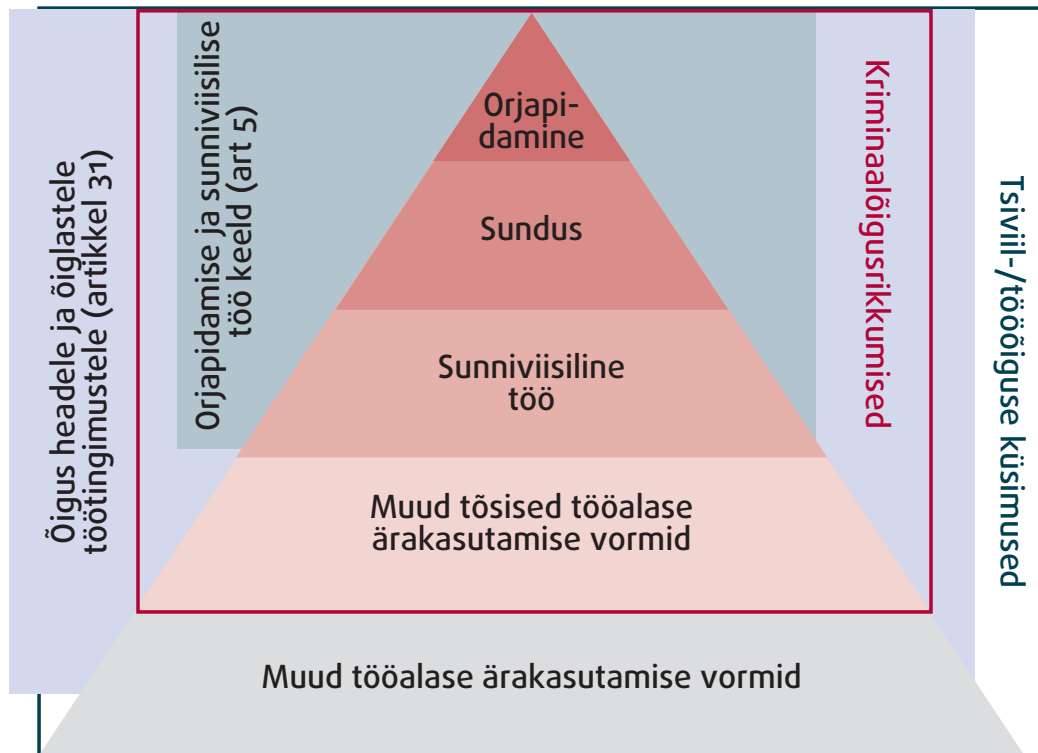 Õigus headele ja õiglastele
töötingimustele (artikkel 31)
Orjapidamise ja sunniviisilise
töö keeld (art 5)
Orjapi-
damine
Sundus
Sunniviisiline
töö
Muud tõsised tööalase
ärakasutamise vormid
Muud tööalase ärakasutamise vormid
Kriminaalõigusrikkumised
Tsiviil-/tööõiguse küsimused